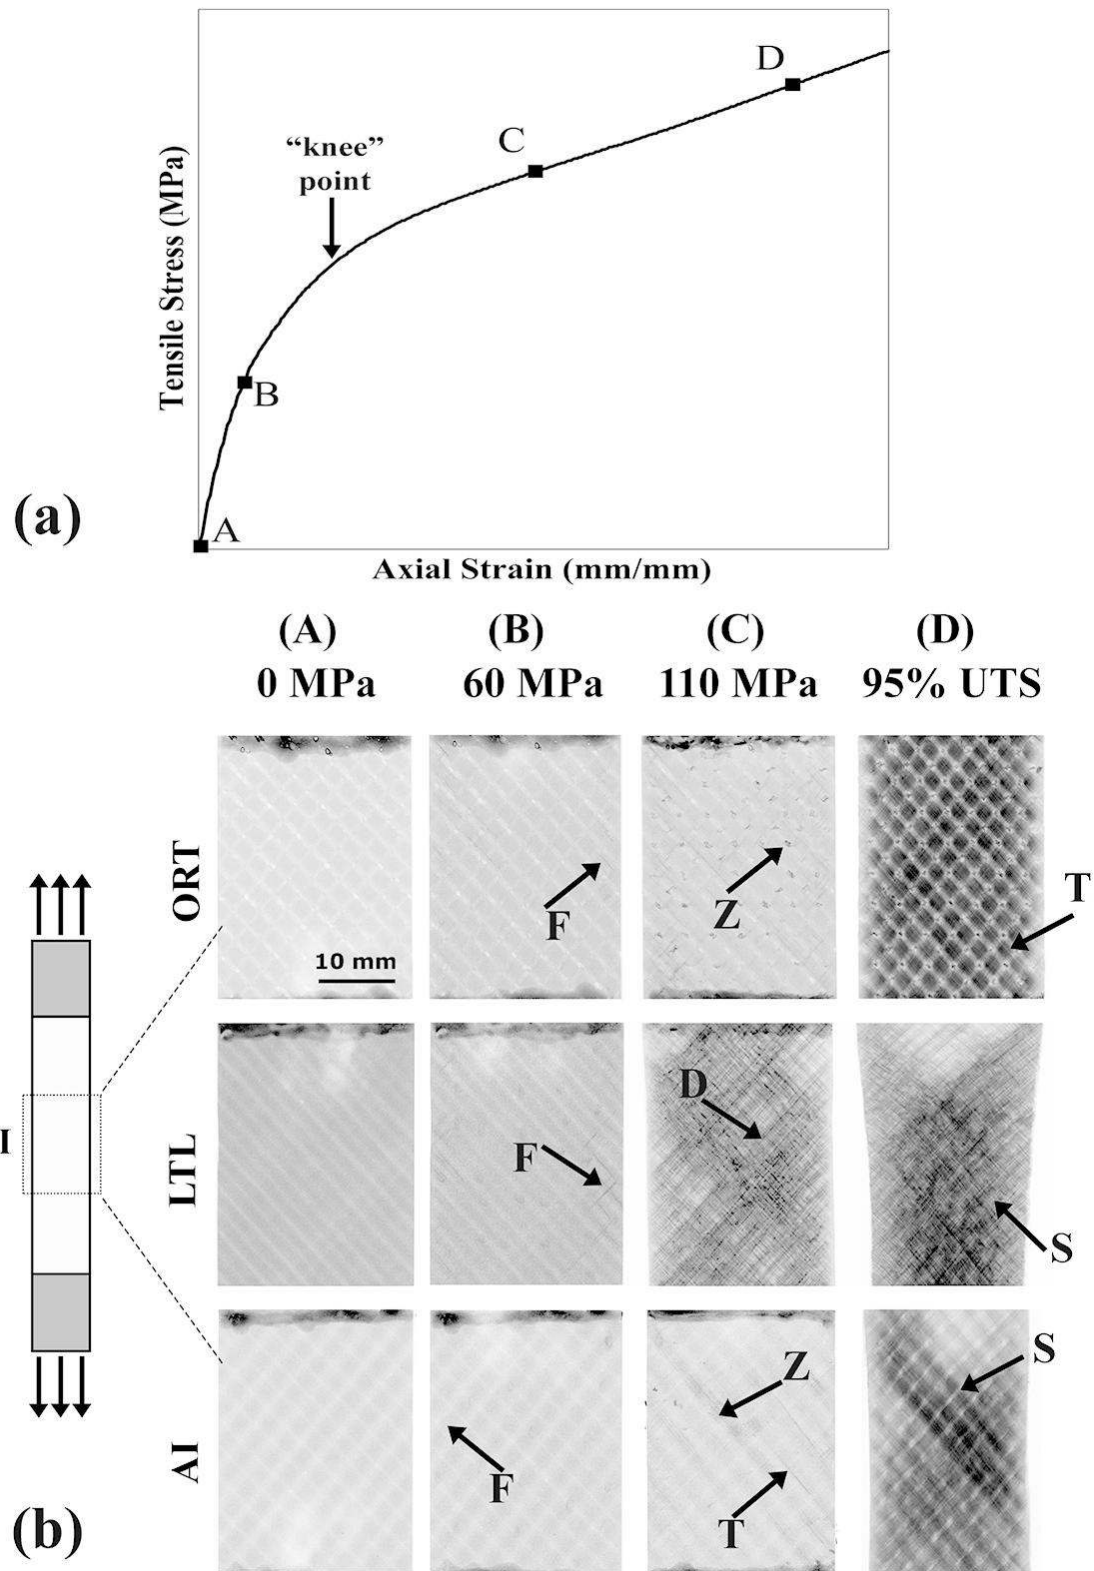 D
“knee”
point
C
Tensile Stress (MPa)
B
(a)
A
Axial Strain (mm/mm)
(A)
(B)
(C)
(D)
0 MPa
60 MPa
110 MPa
95% UTS
ORT
F
Z
T
10 mm
I
LTL
F
D
S
AI
F
Z
T
S
(b)